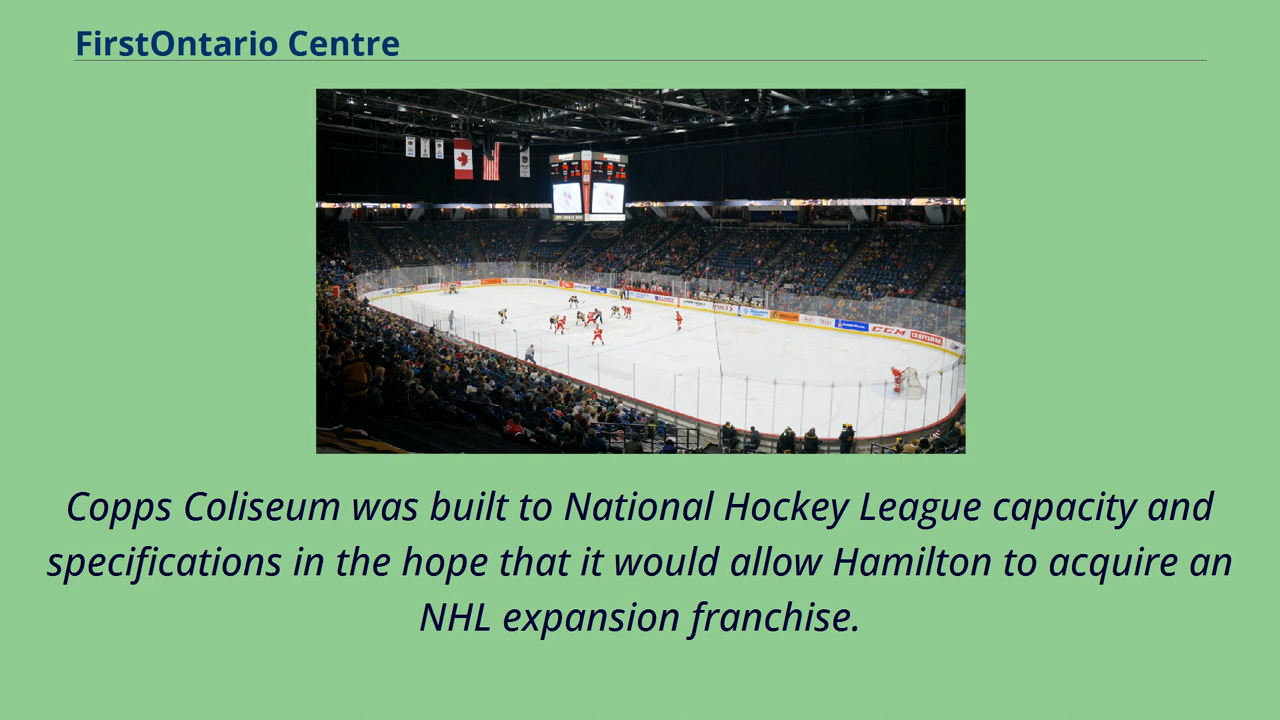 FirstOntario Centre
CCM
Copps Coliseum was built to National Hockey League capacity and
specifications in the hope that it would allow Hamilton to acquire an
NHL expansion franchise.